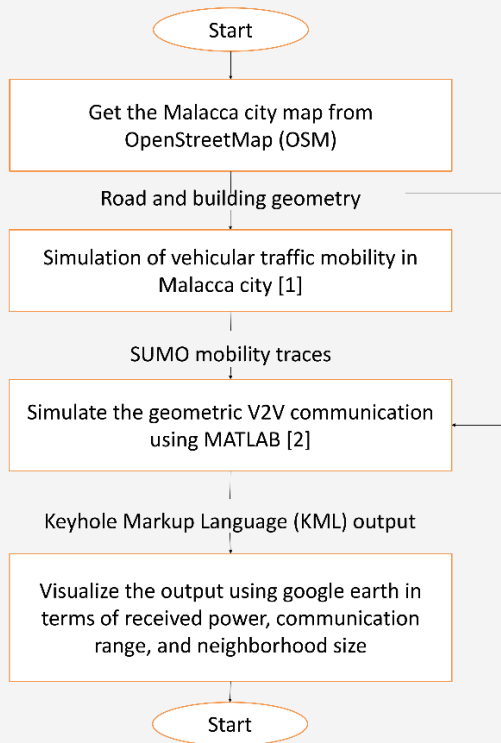 Start
Get the Malacca city map from
OpenStreetMap (OSM)
Road and building geometry
Simulation of vehicular traffic mobility in
Malacca city [1]
SUMO mobility traces
Simulate the geometric V2V communication
using MATLAB [2]
Keyhole Markup Language (KML) output
Visualize the output using google earth in
terms of received power, communication
range, and neighborhood size
Start